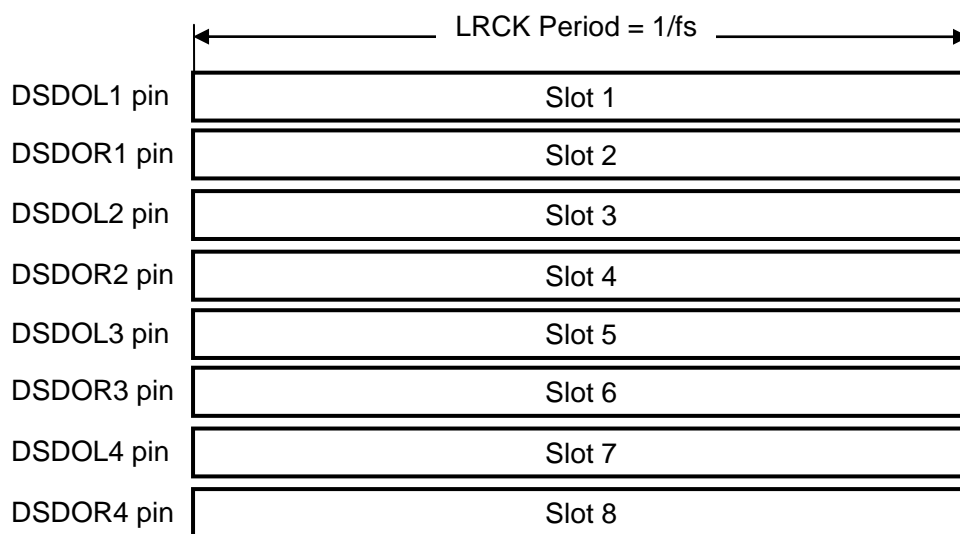 LRCK Period = 1/fs
DSDOL1 pin Slot 1
DSDOR1 pin Slot 2
DSDOL2 pin Slot 3
DSDOR2 pin Slot 4
DSDOL3 pin Slot 5
DSDOR3 pin Slot 6
DSDOL4 pin Slot 7
DSDOR4 pin Slot 8